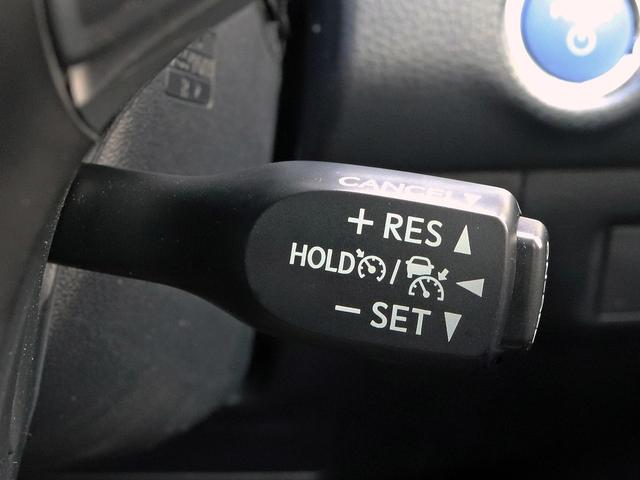 CANCEL
+ RES
HOLD /
− SET